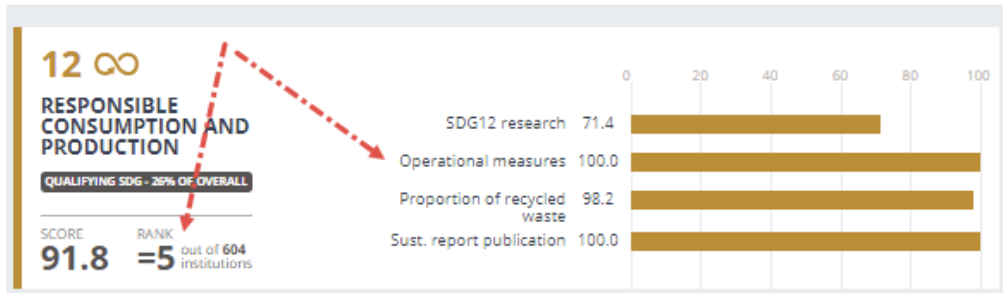 12
RESPONSIBLE
CONSUMPTION AND
PRODUCTION
QUALIFYING SDG - 26% OF OVERALL
SCORE
91.8
RANK
=5 out of 604
institutions
0 20 40 60 80 100
SDG12 research 71.4
Operational measures 100.0
Proportion of recycled 98.2
waste
Sust. report publication 100.0